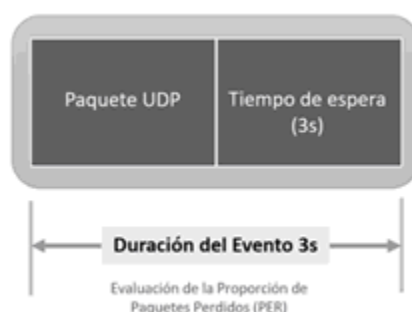 Paquete UDP
Tiempo de espera
(3s)
Duración del Evento 3s
Evaluación de la Proporción de
Paquetes Perdidos (PER)